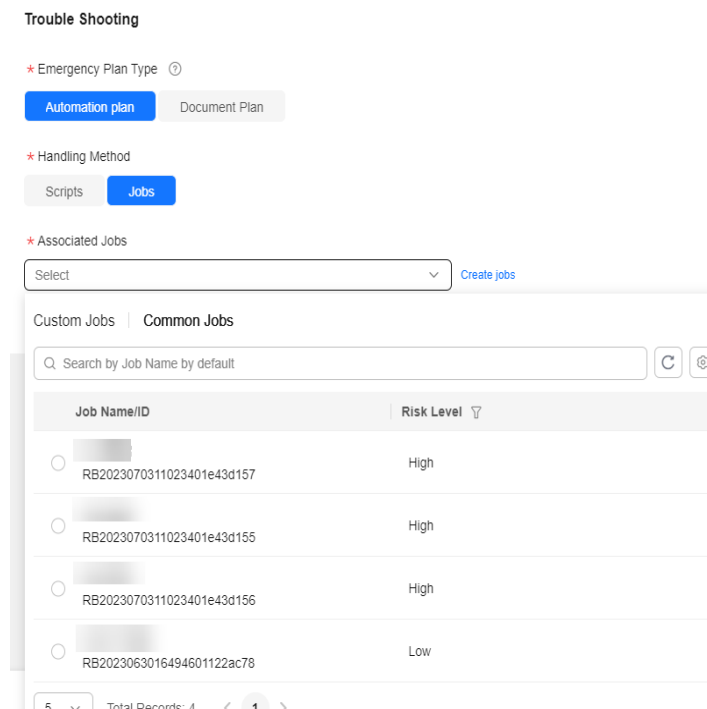 Trouble Shooting
* Emergency Plan Type ?
Automation plan Document Plan
* Handling Method
Scripts Jobs
* Associated Jobs
Select Create jobs
Custom Jobs Common Jobs
Search by Job Name by default
Job Name/ID Risk Level
RB2023070311023401e43d157 High
RB2023070311023401e43d155 High
RB2023070311023401e43d156 High
RB2023063016494601122ac78 Low
5 Total Records: 4 < 1 >